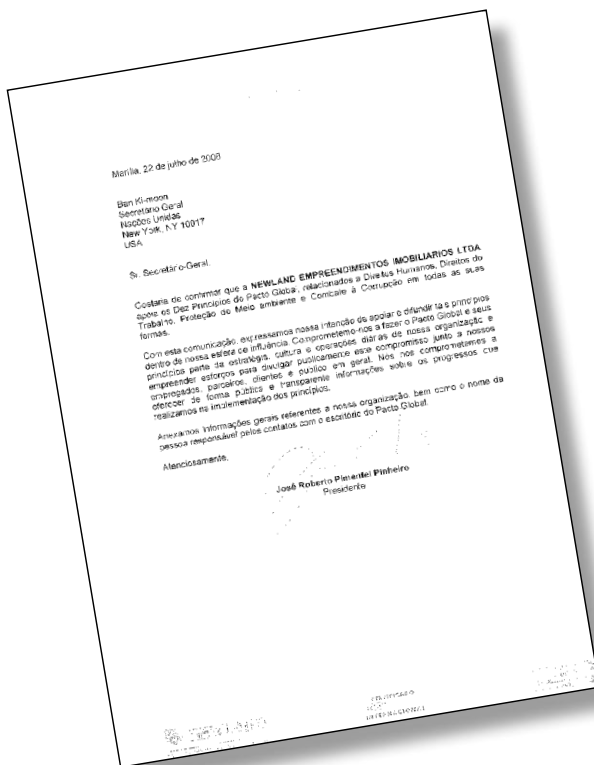 Marília, 22 de julho de 2008
Ban Ki-moon
Secretário Geral
Nações Unidas
New York, NY 10017
USA
Sr. Secretário-Geral,
Gostaria de confirmar que a NEWLAND EMPREENDIMENTOS IMOBILIARIOS LTDA
apoia os Dez Princípios do Pacto Global, relacionados a Direitos Humanos, Direitos do
Trabalho, Proteção do Meio ambiente e Combate à Corrupção em todas as suas
formas.
Com esta comunicação, expressamos nossa intenção de apoiar e difundir tais princípios
dentro de nossa esfera de influência. Comprometemo-nos a fazer o Pacto Global e seus
princípios parte da estratégia, cultura e operações diárias de nossa organização e
empreender esforços para divulgar publicamente este compromisso junto a nossos
empregados, parceiros, clientes e público em geral. Nós nos comprometemos a
oferecer de forma pública e transparente informações sobre os progressos que
realizamos na implementação dos princípios.
Anexamos informações gerais referentes a nossa organização, bem como o nome da
pessoa responsável pelos contatos com o escritório do Pacto Global.
Atenciosamente,
José Roberto Pimentel Pinheiro
Presidente